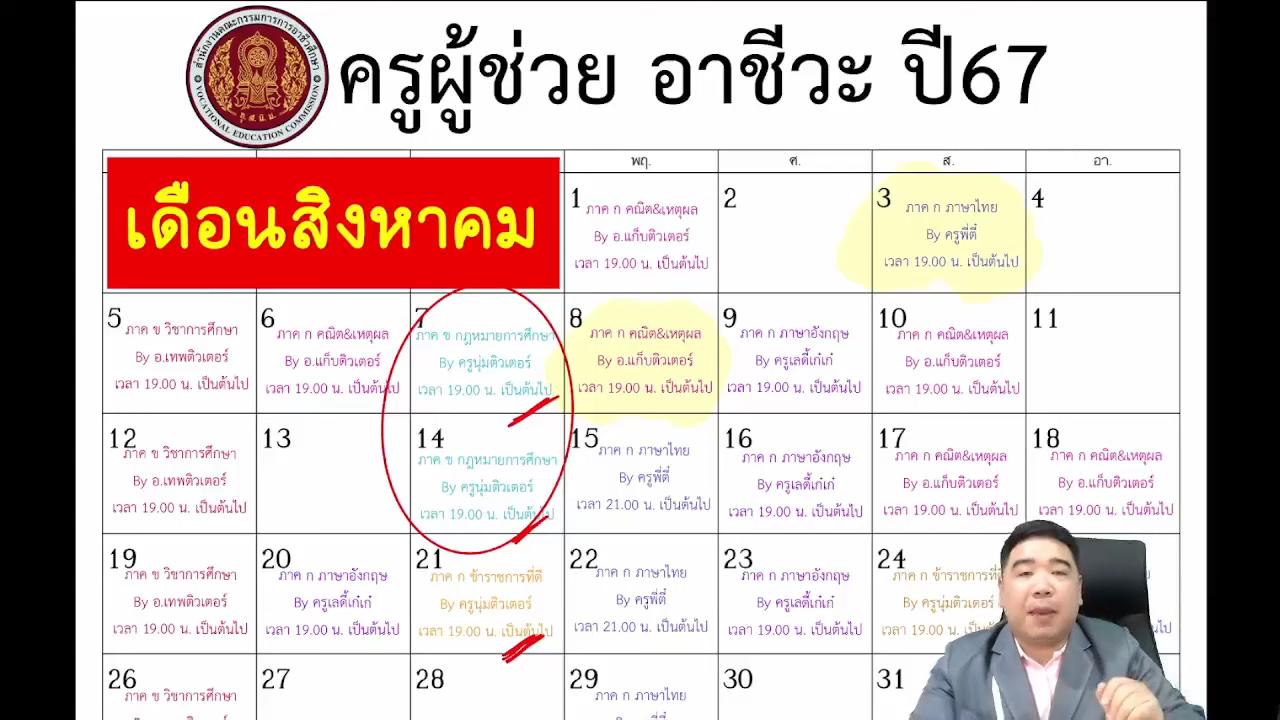 สำนักงานคณะกรรมการการอาชีวศึกษา
VOCATIONAL EDUCATION COMMISSION
ครูผู้ช่วย อาชีวะ ปี67
เดือนสิงหาคม
พฤ. ศ. ส. อา.
1 2 3 4
ภาค ก คณิต&เหตุผล
By อ.แก็บติวเตอร์
เวลา 19.00 น. เป็นต้นไป
ภาค ก ภาษาไทย
By ครูพี่ตี๋
เวลา 19.00 น. เป็นต้นไป
5
ภาค ข วิชาการศึกษา
By อ.เทพติวเตอร์
เวลา 19.00 น. เป็นต้นไป
6
ภาค ก คณิต&เหตุผล
By อ.แก็บติวเตอร์
เวลา 19.00 น. เป็นต้นไป
7
ภาค ข กฎหมายการศึกษา
By ครูนุ่มติวเตอร์
เวลา 19.00 น. เป็นต้นไป
8
ภาค ก คณิต&เหตุผล
By อ.แก็บติวเตอร์
เวลา 19.00 น. เป็นต้นไป
9
ภาค ก ภาษาอังกฤษ
By ครูเลดี้เก๋เก๋
เวลา 19.00 น. เป็นต้นไป
10
ภาค ก คณิต&เหตุผล
By อ.แก็บติวเตอร์
เวลา 19.00 น. เป็นต้นไป
11
12
ภาค ข วิชาการศึกษา
By อ.เทพติวเตอร์
เวลา 19.00 น. เป็นต้นไป
13
14
ภาค ข กฎหมายการศึกษา
By ครูนุ่มติวเตอร์
เวลา 19.00 น. เป็นต้นไป
15
ภาค ก ภาษาไทย
By ครูพี่ตี๋
เวลา 21.00 น. เป็นต้นไป
16
ภาค ก ภาษาอังกฤษ
By ครูเลดี้เก๋เก๋
เวลา 19.00 น. เป็นต้นไป
17
ภาค ก คณิต&เหตุผล
By อ.แก็บติวเตอร์
เวลา 19.00 น. เป็นต้นไป
18
ภาค ก คณิต&เหตุผล
By อ.แก็บติวเตอร์
เวลา 19.00 น. เป็นต้นไป
19
ภาค ข วิชาการศึกษา
By อ.เทพติวเตอร์
เวลา 19.00 น. เป็นต้นไป
20
ภาค ก ภาษาอังกฤษ
By ครูเลดี้เก๋เก๋
เวลา 19.00 น. เป็นต้นไป
21
ภาค ก ข้าราชการที่ดี
By ครูนุ่มติวเตอร์
เวลา 19.00 น. เป็นต้นไป
22
ภาค ก ภาษาไทย
By ครูพี่ตี๋
เวลา 21.00 น. เป็นต้นไป
23
ภาค ก ภาษาอังกฤษ
By ครูเลดี้เก๋เก๋
เวลา 19.00 น. เป็นต้นไป
24
ภาค ก ข้าราชการที่
By ครูนุ่มติวเตอร์
เวลา 19.00 น.
26
ภาค ข วิชาการศึกษา
27
28
29
ภาค ก ภาษาไทย
30
31